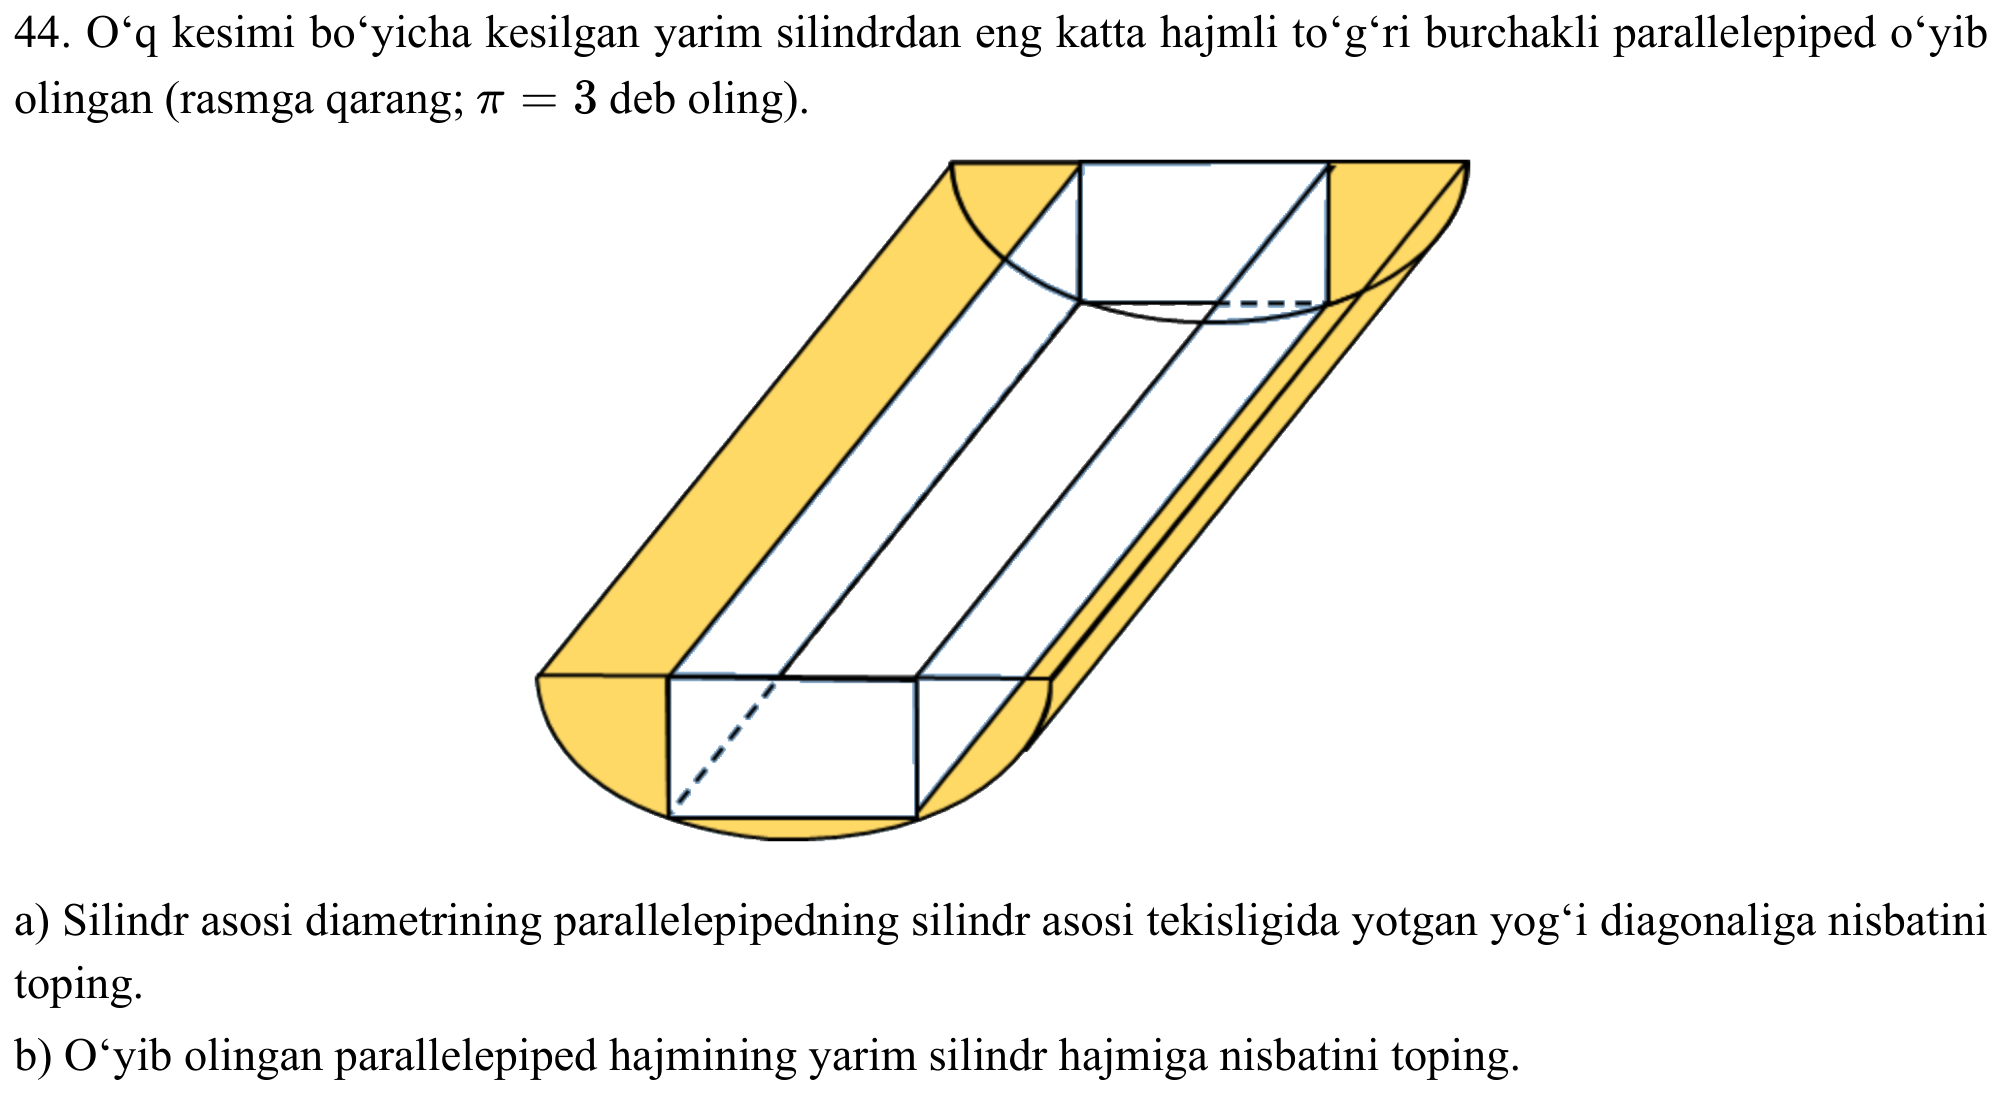 44. O‘q kesimi bo‘yicha kesilgan yarim silindrdan eng katta hajmli to‘g‘ri burchakli parallelepiped o‘yib
olingan (rasmga qarang; π = 3 deb oling).
a) Silindr asosi diametrining parallelepipedning silindr asosi tekisligida yotgan yog‘i diagonaliga nisbatini
toping.
b) O‘yib olingan parallelepiped hajmining yarim silindr hajmiga nisbatini toping.